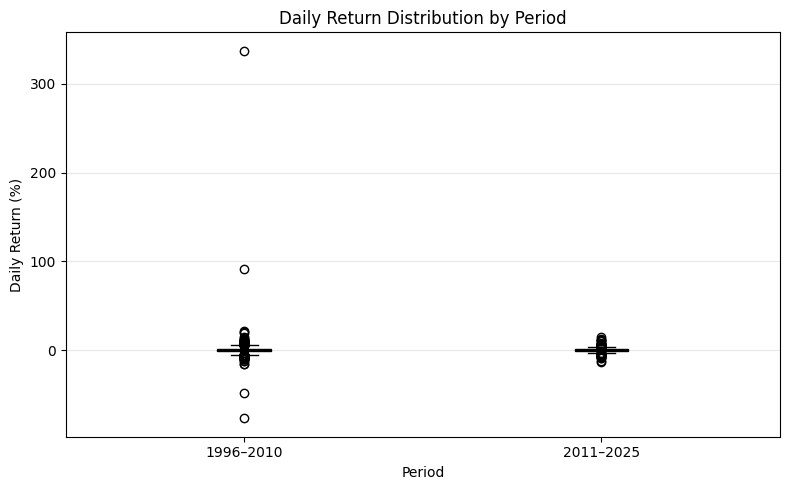 Daily Return Distribution by Period
Daily Return (%)
300
200
100
0
1996–2010
2011–2025
Period